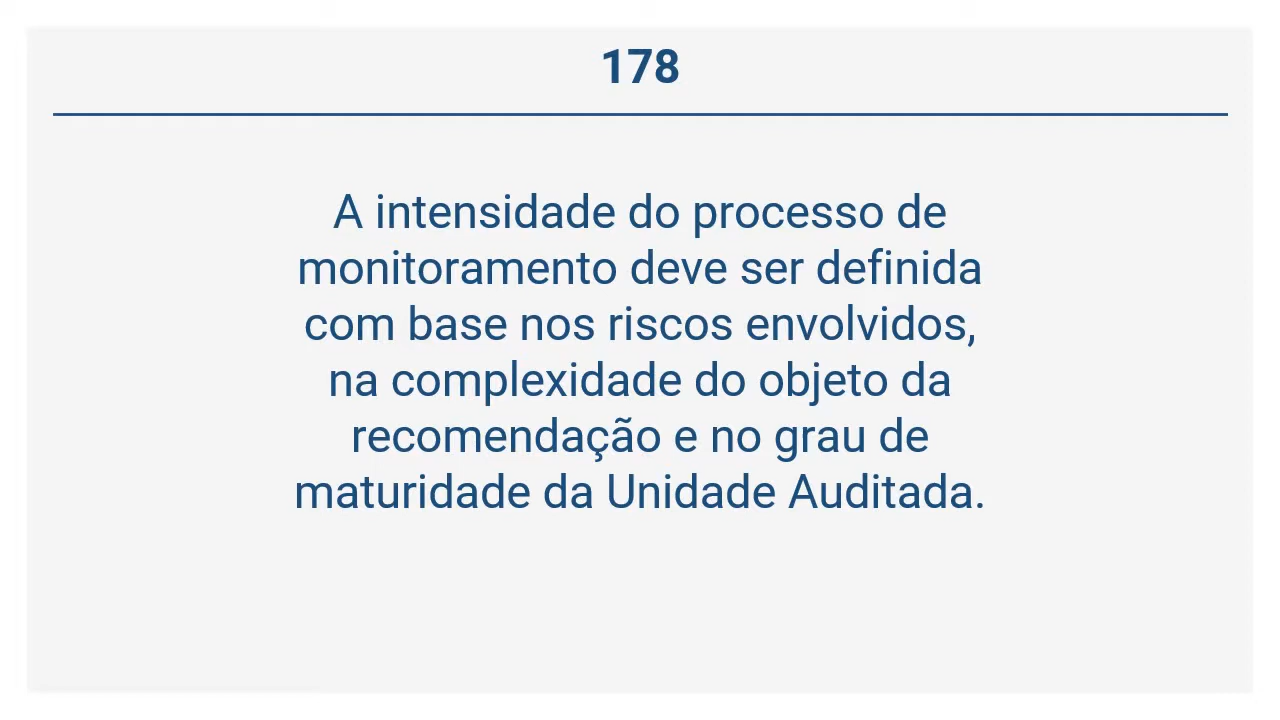 178
A intensidade do processo de
monitoramento deve ser definida
com base nos riscos envolvidos,
na complexidade do objeto da
recomendação e no grau de
maturidade da Unidade Auditada.